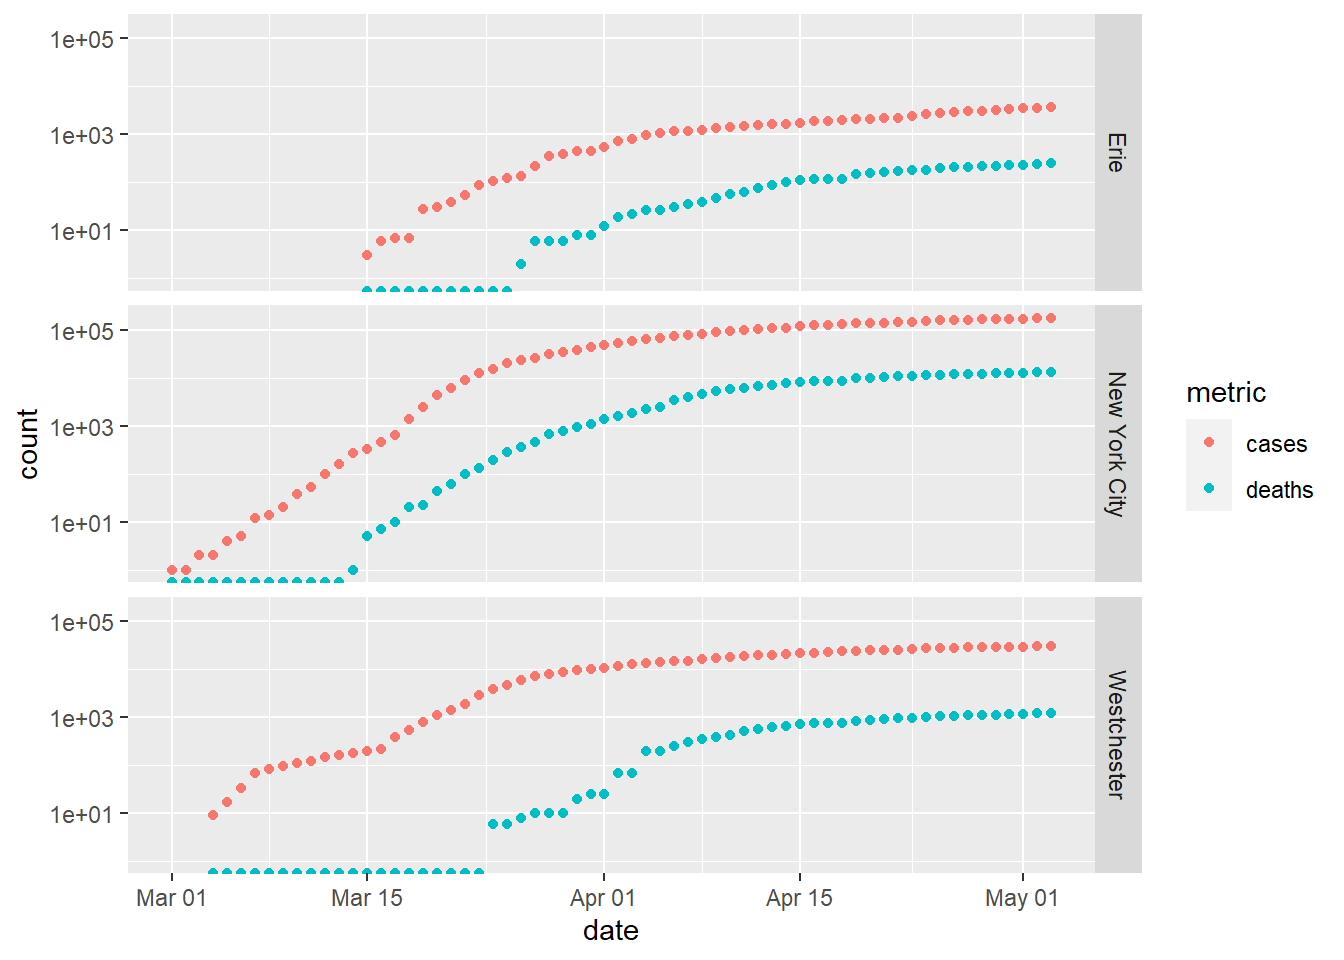 1e+05
1e+03
1e+01
Erie
1e+05
1e+03
1e+01
New York City
1e+05
1e+03
1e+01
Westchester
Mar 01
Mar 15
Apr 01
Apr 15
May 01
date
count
metric
cases
deaths